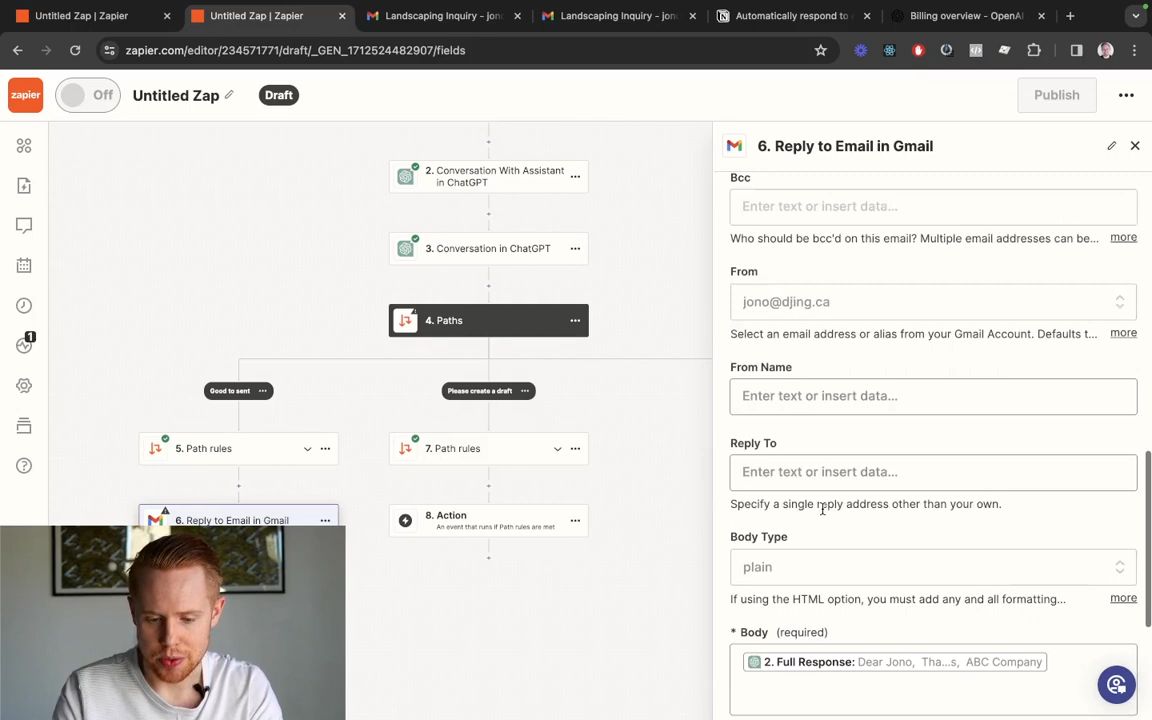 Untitled Zap | Zapier
Untitled Zap | Zapier
Landscaping Inquiry - jono
Landscaping Inquiry - jono
Automatically respond to
Billing overview - OpenAI
zapier.com/editor/234571771/draft/_GEN_1712524482907/fields
zapier
Off
Untitled Zap
Draft
Publish
1
2. Conversation With Assistant
in ChatGPT
3. Conversation in ChatGPT
4. Paths
Good to sent
Please create a draft
5. Path rules
7. Path rules
6. Reply to Email in Gmail
8. Action
An event that runs if Path rules are met
6. Reply to Email in Gmail
Bcc
Enter text or insert data...
Who should be bcc'd on this email? Multiple email addresses can be... more
From
jono@djing.ca
Select an email address or alias from your Gmail Account. Defaults t... more
From Name
Enter text or insert data...
Reply To
Enter text or insert data...
Specify a single reply address other than your own.
Body Type
plain
If using the HTML option, you must add any and all formatting... more
* Body (required)
2. Full Response: Dear Jono, Tha...s, ABC Company